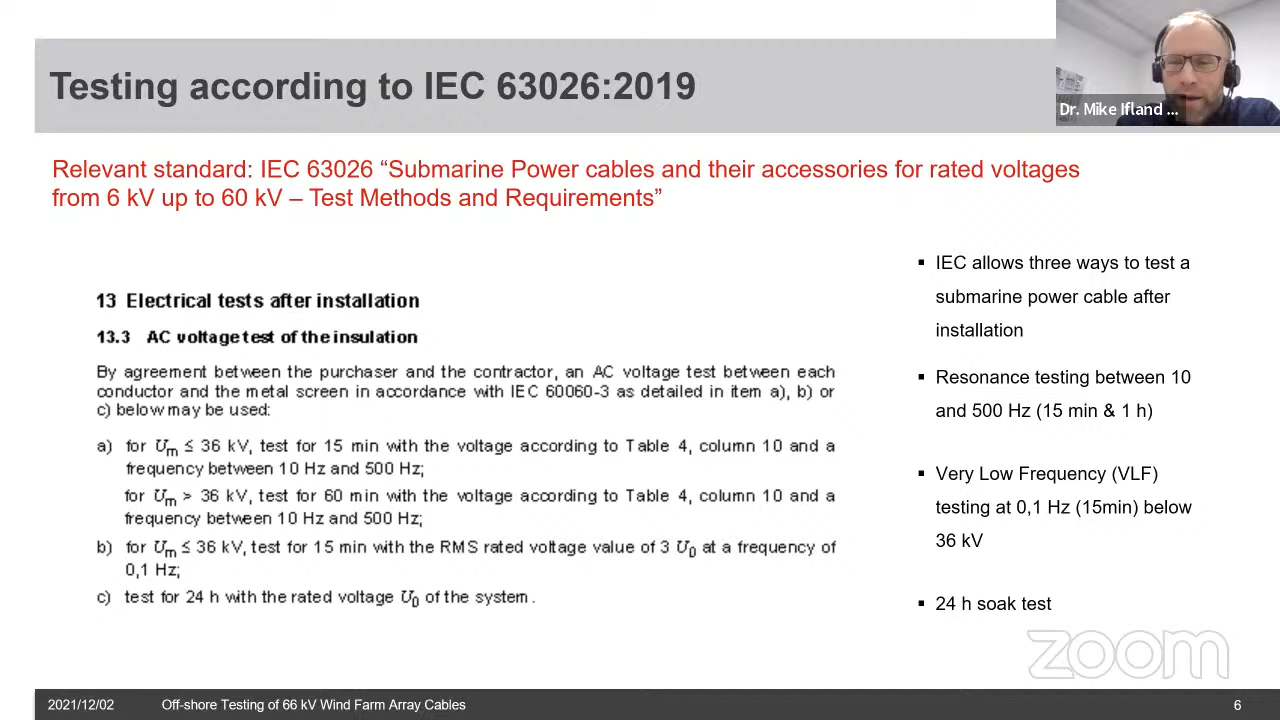 Testing according to IEC 63026:2019
Dr. Mike Ifland ...
Relevant standard: IEC 63026 “Submarine Power cables and their accessories for rated voltages
from 6 kV up to 60 kV – Test Methods and Requirements”
13 Electrical tests after installation
13.3 AC voltage test of the insulation
By agreement between the purchaser and the contractor, an AC voltage test between each
conductor and the metal screen in accordance with IEC 60060-3 as detailed in item a), b) or
c) below may be used:
a) for Um ≤ 36 kV, test for 15 min with the voltage according to Table 4, column 10 and a
frequency between 10 Hz and 500 Hz;
for Um > 36 kV, test for 60 min with the voltage according to Table 4, column 10 and a
frequency between 10 Hz and 500 Hz;
b) for Um ≤ 36 kV, test for 15 min with the RMS rated voltage value of 3 U0 at a frequency of
0,1 Hz;
c) test for 24 h with the rated voltage U0 of the system.
▪ IEC allows three ways to test a
submarine power cable after
installation
▪ Resonance testing between 10
and 500 Hz (15 min & 1 h)
▪ Very Low Frequency (VLF)
testing at 0,1 Hz (15min) below
36 kV
▪ 24 h soak test
zoom
2021/12/02 Off-shore Testing of 66 kV Wind Farm Array Cables 6